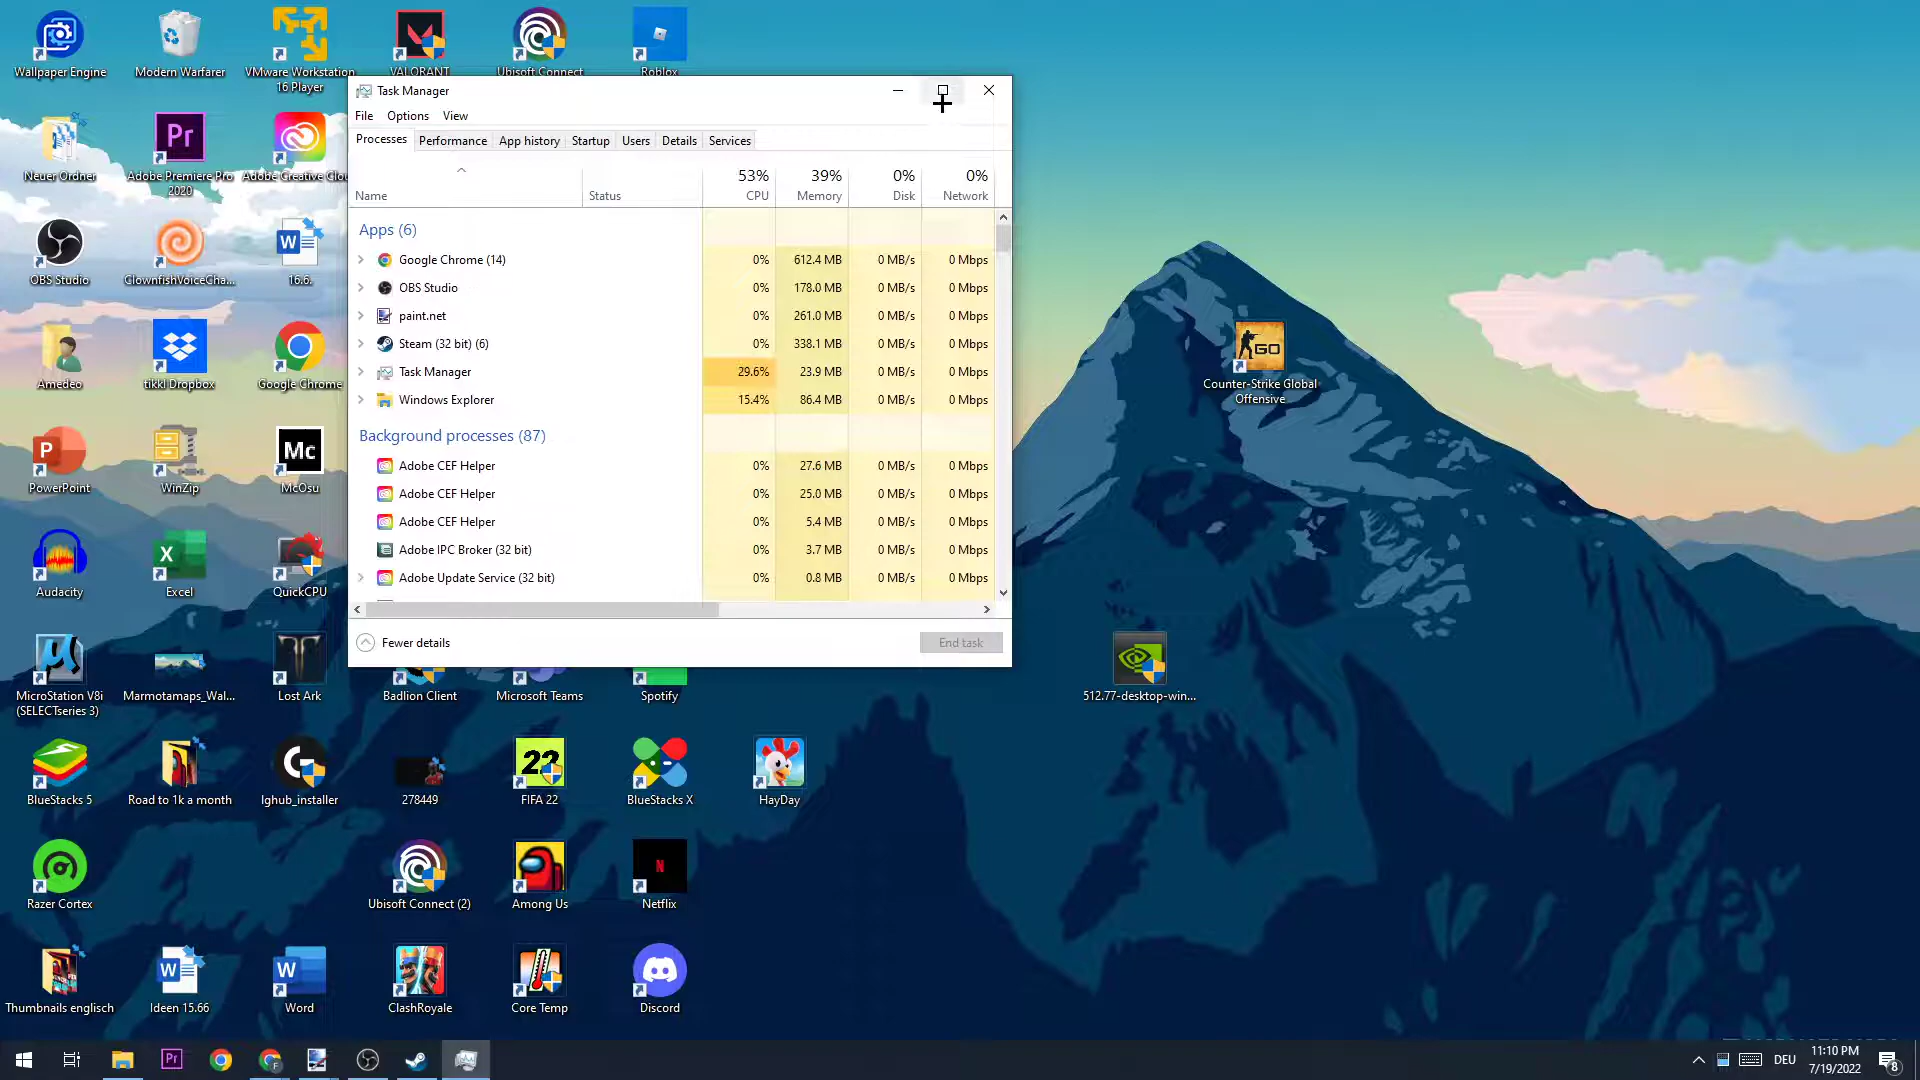 Wallpaper Engine
Modern Warfarer
VMware Workstation
16 Player
VALORANT
Ubisoft Connect
Roblox
Task Manager
File Options View
Processes Performance App history Startup Users Details Services
53% 39% 0% 0%
Name Status CPU Memory Disk Network
Apps (6)
Google Chrome (14) 0% 612.4 MB 0 MB/s 0 Mbps
OBS Studio 0% 178.0 MB 0 MB/s 0 Mbps
paint.net 0% 261.0 MB 0 MB/s 0 Mbps
Steam (32 bit) (6) 0% 338.1 MB 0 MB/s 0 Mbps
Task Manager 29.6% 23.9 MB 0 MB/s 0 Mbps
Windows Explorer 15.4% 86.4 MB 0 MB/s 0 Mbps
Background processes (87)
Adobe CEF Helper 0% 27.6 MB 0 MB/s 0 Mbps
Adobe CEF Helper 0% 25.0 MB 0 MB/s 0 Mbps
Adobe CEF Helper 0% 5.4 MB 0 MB/s 0 Mbps
Adobe IPC Broker (32 bit) 0% 3.7 MB 0 MB/s 0 Mbps
Adobe Update Service (32 bit) 0% 0.8 MB 0 MB/s 0 Mbps
Fewer details End task
Pr
Neuer Ordner
Adobe Premiere Pro
2020
Adobe Creative Clou
OBS Studio
ClownfishVoiceCha...
16.6.
Amedeo
tikkl Dropbox
Google Chrome
GO
Counter-Strike Global
Offensive
Mc
PowerPoint
WinZip
McOsu
Audacity
Excel
QuickCPU
MicroStation V8i
(SELECTseries 3)
Marmotamaps_Wal...
Lost Ark
Badlion Client
Microsoft Teams
Spotify
512.77-desktop-win...
22
BlueStacks 5
Road to 1k a month
lghub_installer
278449
FIFA 22
BlueStacks X
HayDay
Razer Cortex
Ubisoft Connect (2)
Among Us
Netflix
Thumbnails englisch
Ideen 15.66
Word
ClashRoyale
Core Temp
Discord
Pr
DEU
11:10 PM
7/19/2022
8